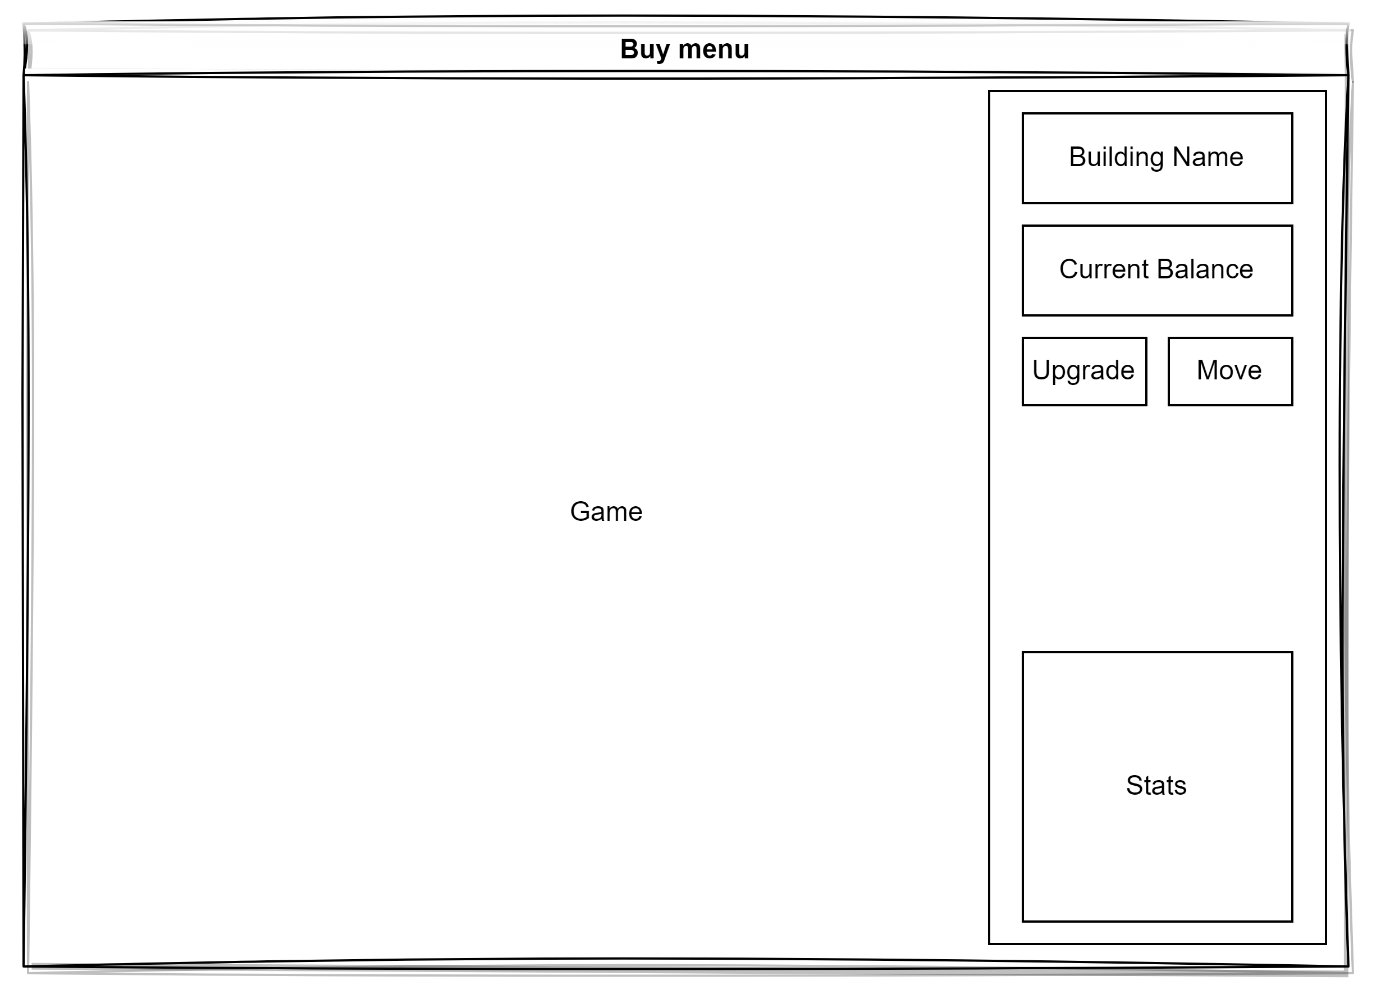 Buy menu
Building Name
Current Balance
Upgrade
Move
Game
Stats